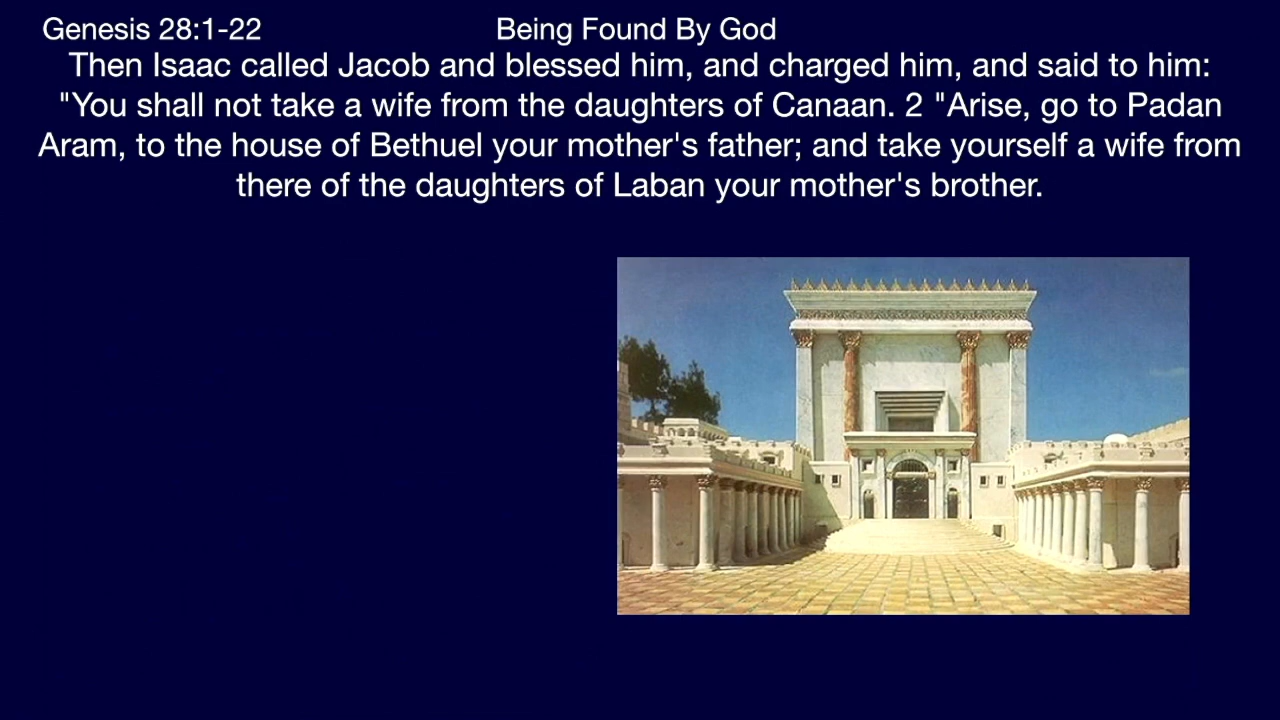 Genesis 28:1-22
Being Found By God
Then Isaac called Jacob and blessed him, and charged him, and said to him:
"You shall not take a wife from the daughters of Canaan. 2 "Arise, go to Padan
Aram, to the house of Bethuel your mother's father; and take yourself a wife from
there of the daughters of Laban your mother's brother.